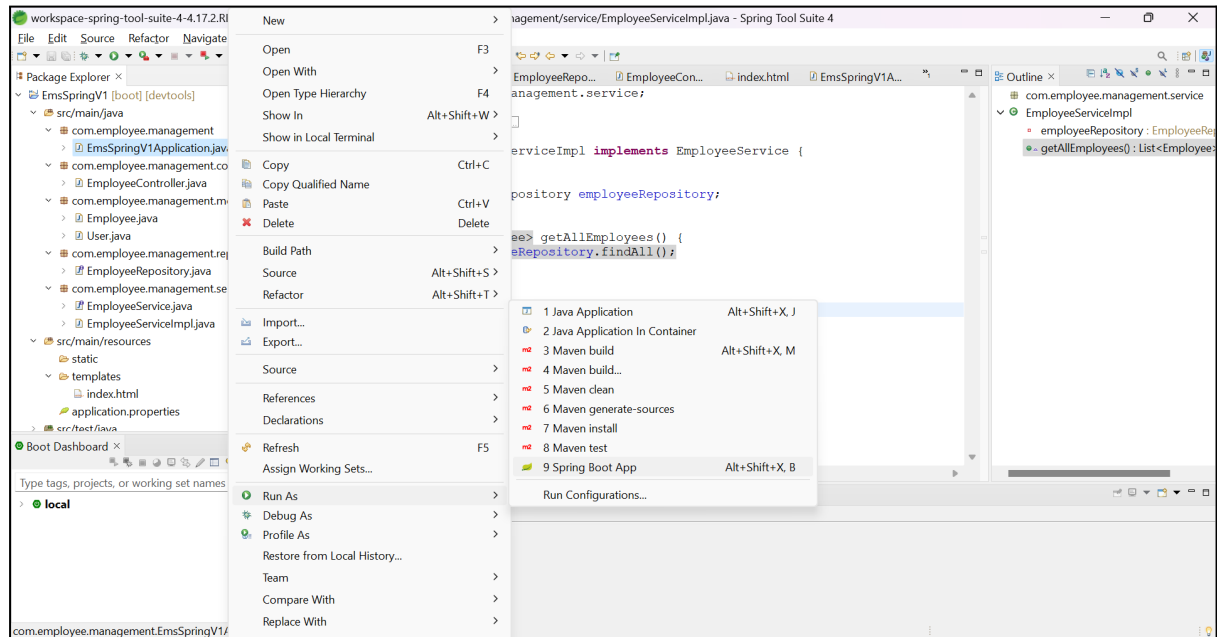 workspace-spring-tool-suite-4-4.17.2.RE
nagement/service/EmployeeServiceImpl.java - Spring Tool Suite 4
File Edit Source Refactor Navigate
Package Explorer
EmsSpringV1 [boot] [devtools]
src/main/java
com.employee.management
EmsSpringV1Application.java
com.employee.management.co
EmployeeController.java
com.employee.management.m
Employee.java
User.java
com.employee.management.rep
EmployeeRepository.java
com.employee.management.se
EmployeeService.java
EmployeeServiceImpl.java
src/main/resources
static
templates
index.html
application.properties
src/test/java
Boot Dashboard
Type tags, projects, or working set names
local
com.employee.management.EmsSpringV1A
New
Open F3
Open With
Open Type Hierarchy F4
Show In Alt+Shift+W
Show in Local Terminal
Copy Ctrl+C
Copy Qualified Name
Paste Ctrl+V
Delete Delete
Build Path
Source Alt+Shift+S
Refactor Alt+Shift+T
Import...
Export...
Source
References
Declarations
Refresh F5
Assign Working Sets...
Run As
Debug As
Profile As
Restore from Local History...
Team
Compare With
Replace With
1 Java Application Alt+Shift+X, J
2 Java Application In Container
m2 3 Maven build Alt+Shift+X, M
m2 4 Maven build...
m2 5 Maven clean
m2 6 Maven generate-sources
m2 7 Maven install
m2 8 Maven test
9 Spring Boot App Alt+Shift+X, B
Run Configurations...
EmployeeRepo... EmployeeCon... index.html EmsSpringV1A... 1
anagement.service;
erviceImpl implements EmployeeService {
pository employeeRepository;
ee> getAllEmployees() {
eRepository.findAll();
Outline
com.employee.management.service
EmployeeServiceImpl
employeeRepository : EmployeeRep
getAllEmployees() : List<Employee>